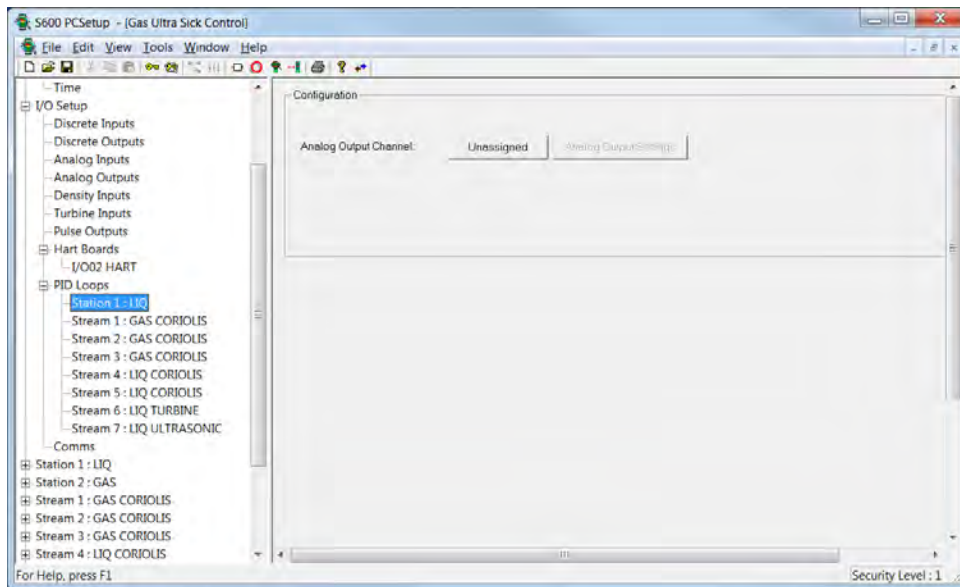 S600 PCSetup - (Gas Ultra Sick Control)
File Edit View Tools Window Help
Time
I/O Setup
Discrete Inputs
Discrete Outputs
Analog Inputs
Analog Outputs
Density Inputs
Turbine Inputs
Pulse Outputs
Hart Boards
I/O02 HART
PID Loops
Station 1 : LIQ
Stream 1 : GAS CORIOLIS
Stream 2 : GAS CORIOLIS
Stream 3 : GAS CORIOLIS
Stream 4 : LIQ CORIOLIS
Stream 5 : LIQ CORIOLIS
Stream 6 : LIQ TURBINE
Stream 7 : LIQ ULTRASONIC
Comms
Station 1 : LIQ
Station 2 : GAS
Stream 1 : GAS CORIOLIS
Stream 2 : GAS CORIOLIS
Stream 3 : GAS CORIOLIS
Stream 4 : LIQ CORIOLIS
Configuration
Analog Output Channel: Unassigned Analog Output Settings
For Help, press F1 Security Level : 1